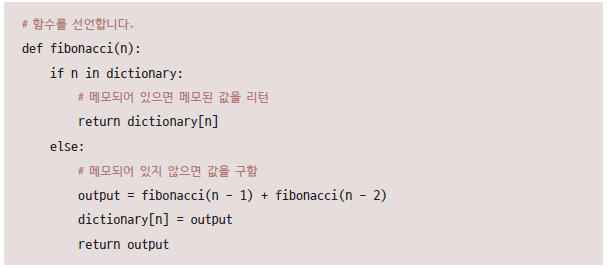 # 함수를 선언합니다.
def fibonacci(n):
    if n in dictionary:
        # 메모되어 있으면 메모된 값을 리턴
        return dictionary[n]
    else:
        # 메모되어 있지 않으면 값을 구함
        output = fibonacci(n - 1) + fibonacci(n - 2)
        dictionary[n] = output
        return output